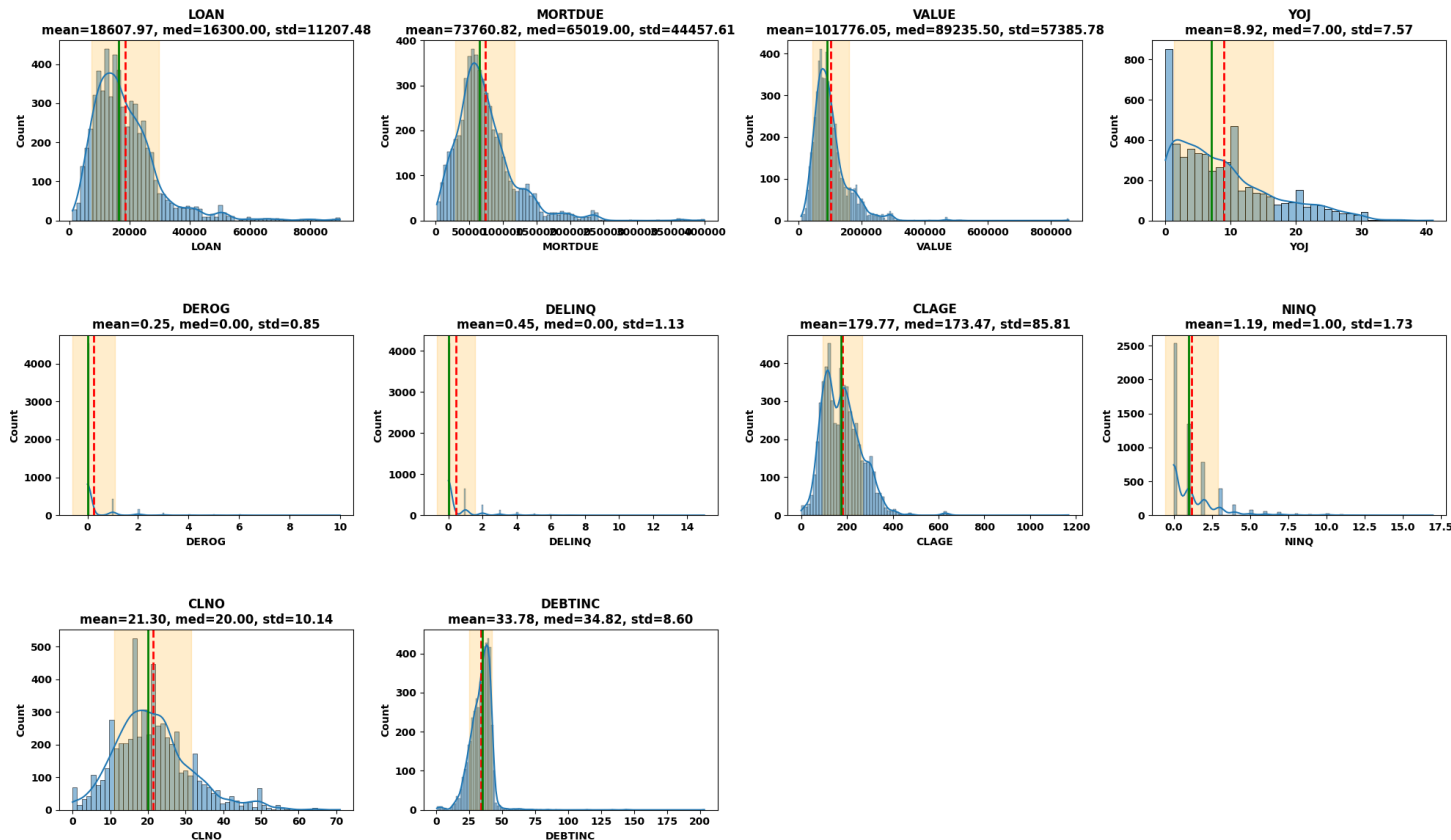 LOAN
mean=18607.97, med=16300.00, std=11207.48
Count
400
300
200
100
0
0 20000 40000 60000 80000
LOAN
MORTDUE
mean=73760.82, med=65019.00, std=44457.61
Count
400
300
200
100
0
0 50000 100000 150000 200000 250000 300000 350000 400000
MORTDUE
VALUE
mean=101776.05, med=89235.50, std=57385.78
Count
400
300
200
100
0
0 200000 400000 600000 800000
VALUE
YOJ
mean=8.92, med=7.00, std=7.57
Count
800
600
400
200
0
0 10 20 30 40
YOJ
DEROG
mean=0.25, med=0.00, std=0.85
Count
4000
3000
2000
1000
0
0 2 4 6 8 10
DEROG
DELINQ
mean=0.45, med=0.00, std=1.13
Count
4000
3000
2000
1000
0
0 2 4 6 8 10 12 14
DELINQ
CLAGE
mean=179.77, med=173.47, std=85.81
Count
400
300
200
100
0
0 200 400 600 800 1000 1200
CLAGE
NINQ
mean=1.19, med=1.00, std=1.73
Count
2500
2000
1500
1000
500
0
0.0 2.5 5.0 7.5 10.0 12.5 15.0 17.5
NINQ
CLNO
mean=21.30, med=20.00, std=10.14
Count
500
400
300
200
100
0
0 10 20 30 40 50 60 70
CLNO
DEBTINC
mean=33.78, med=34.82, std=8.60
Count
400
300
200
100
0
0 25 50 75 100 125 150 175 200
DEBTINC